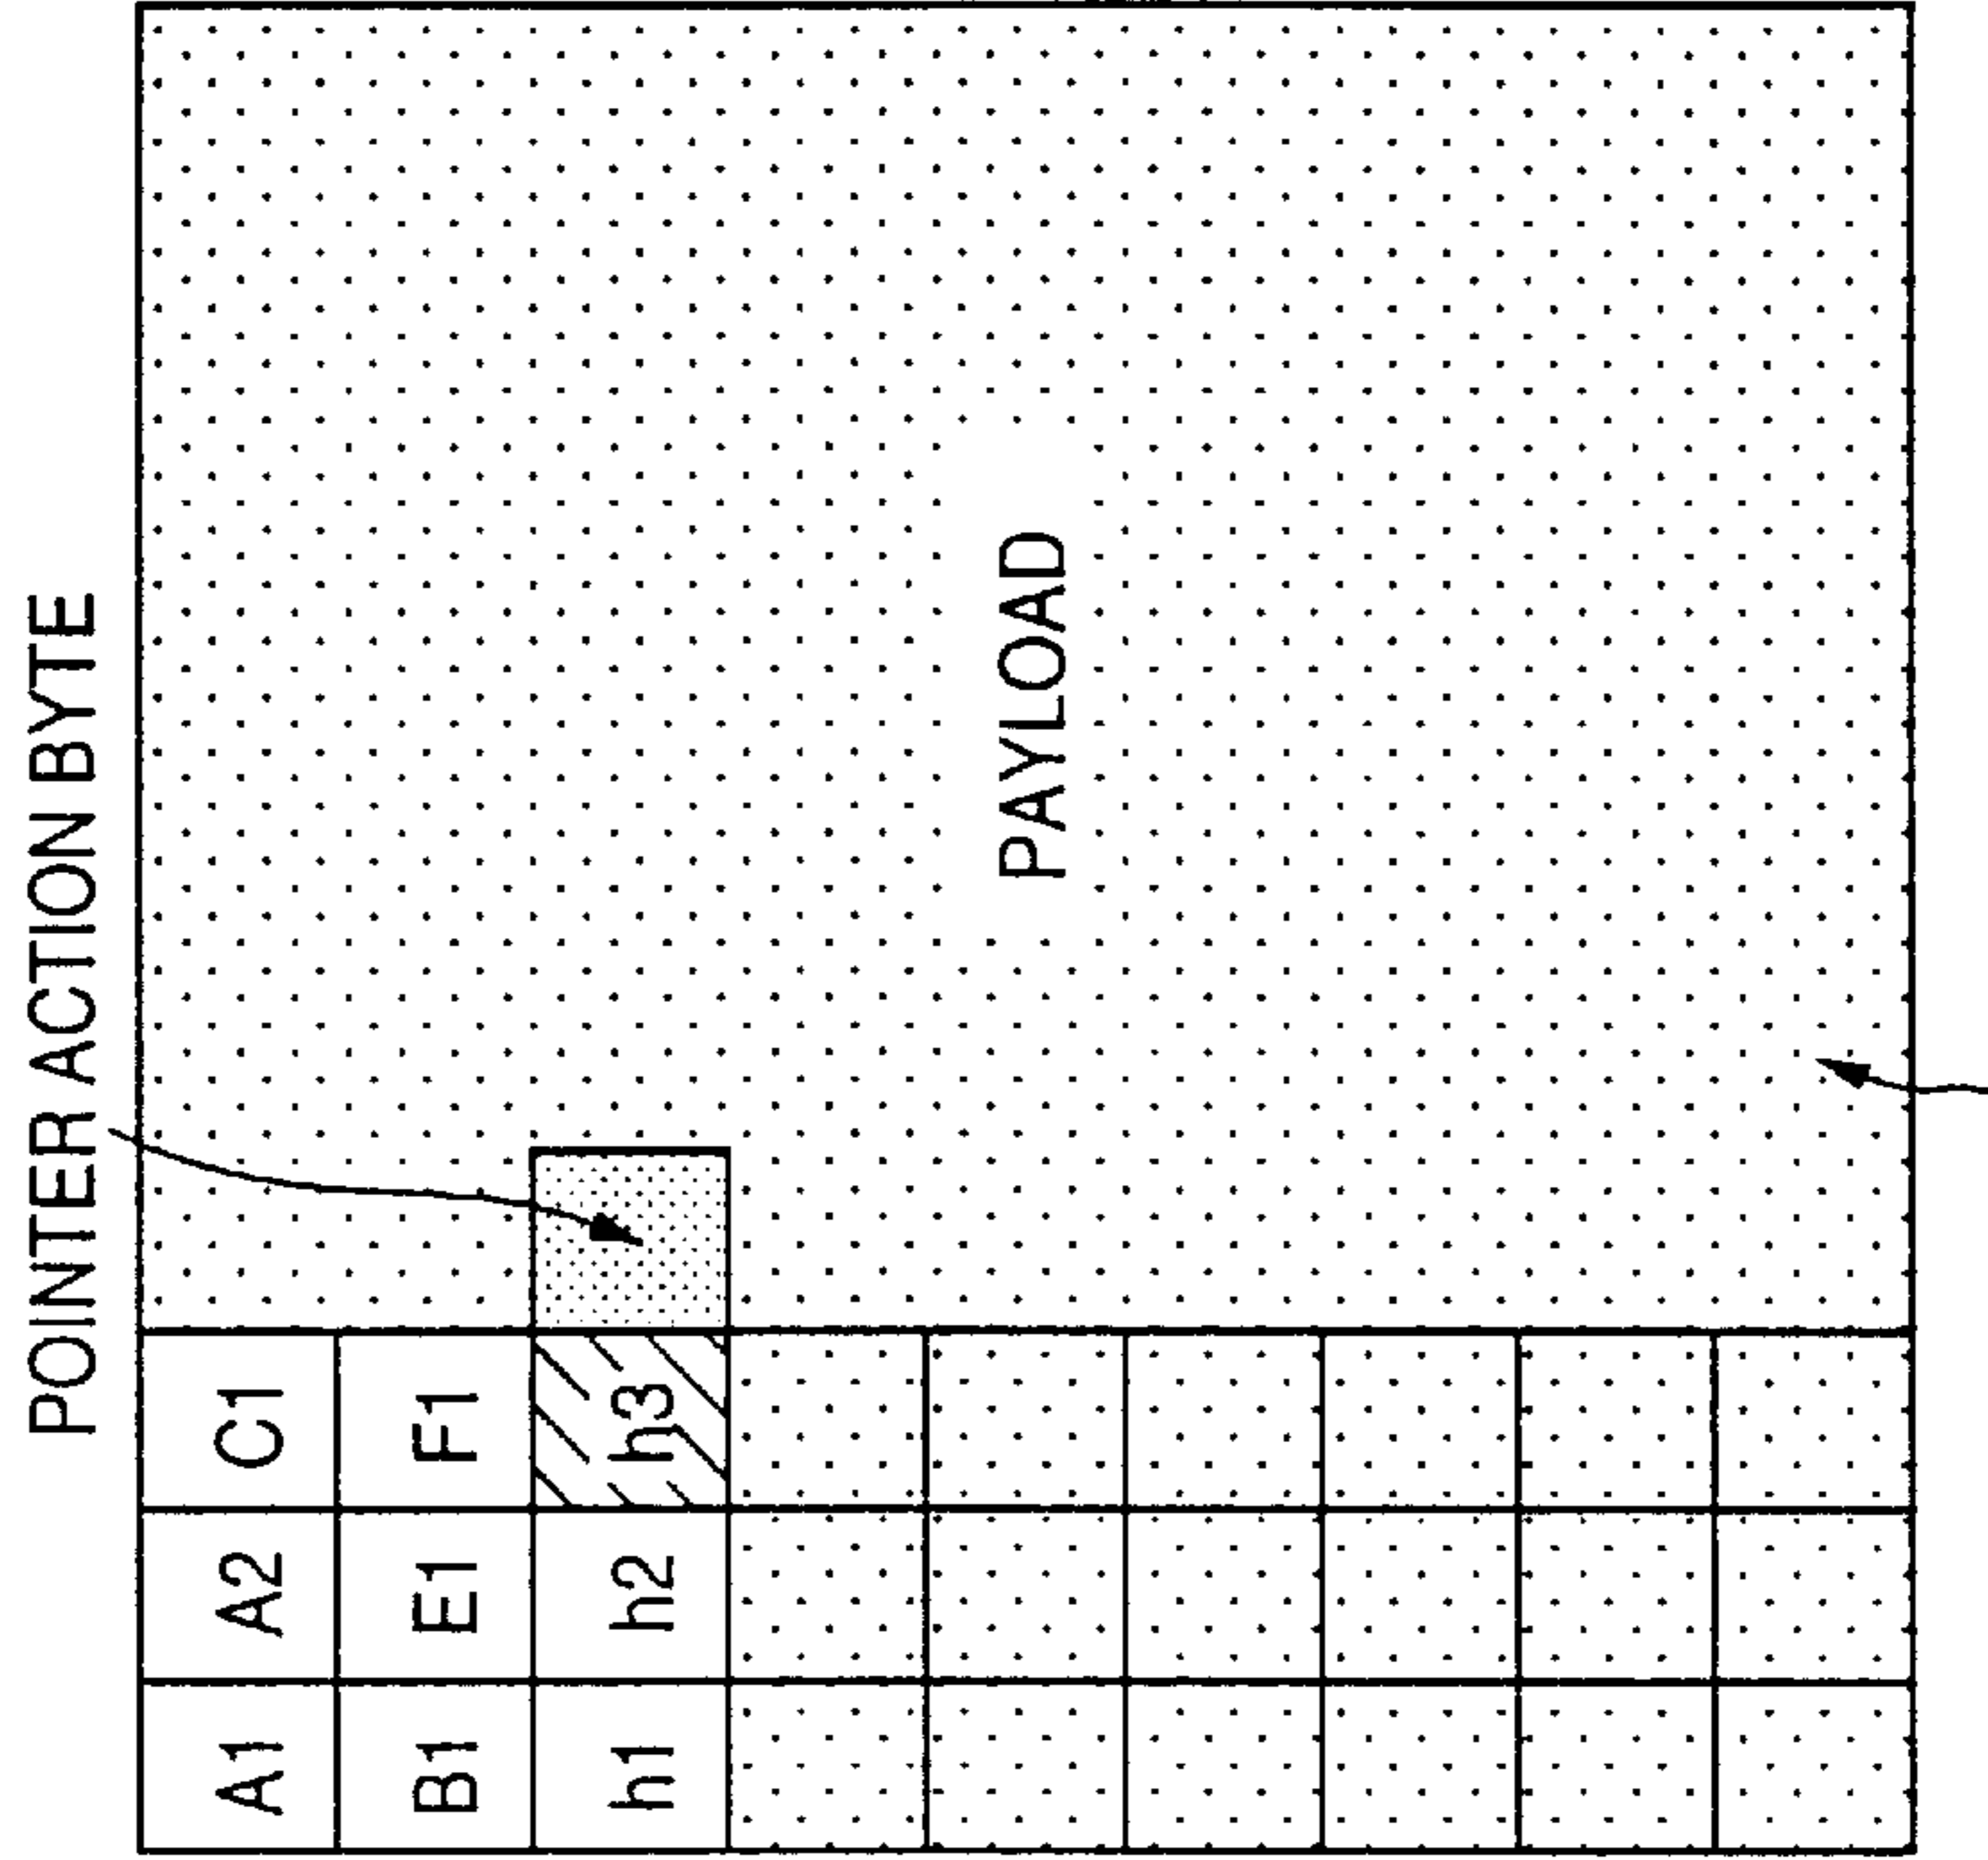 POINTER ACTION BYTE
A1 A2 C1
B1 E1 F1
h1 h2 h3
PAYLOAD